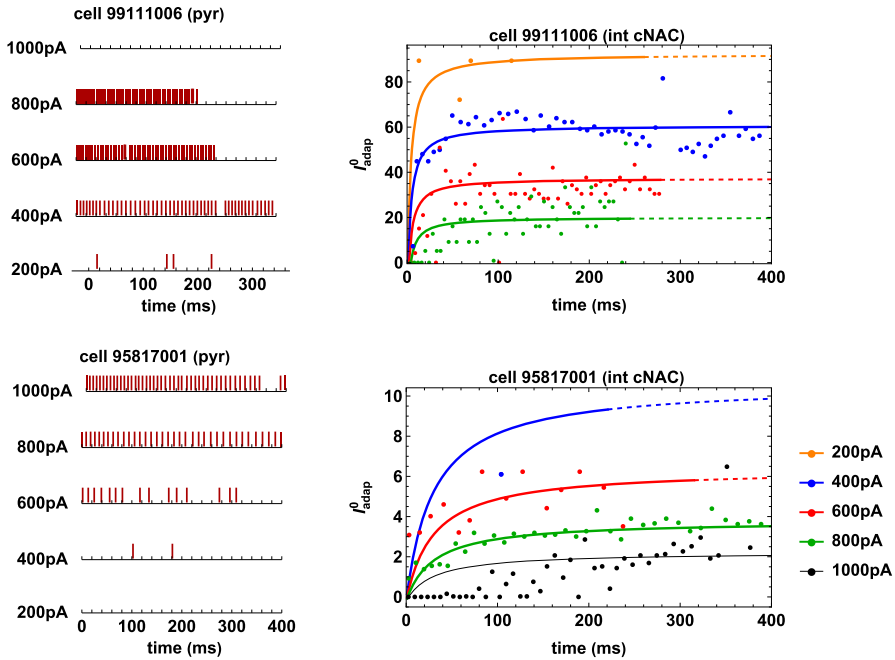 cell 99111006 (pyr)
1000pA
800pA
600pA
400pA
200pA
0 100 200 300
time (ms)
cell 99111006 (int cNAC)
80
60
40
20
0
I⁰adap
0 100 200 300 400
time (ms)
cell 95817001 (pyr)
1000pA
800pA
600pA
400pA
200pA
0 100 200 300 400
time (ms)
cell 95817001 (int cNAC)
10
8
6
4
2
0
I⁰adap
0 100 200 300 400
time (ms)
200pA
400pA
600pA
800pA
1000pA